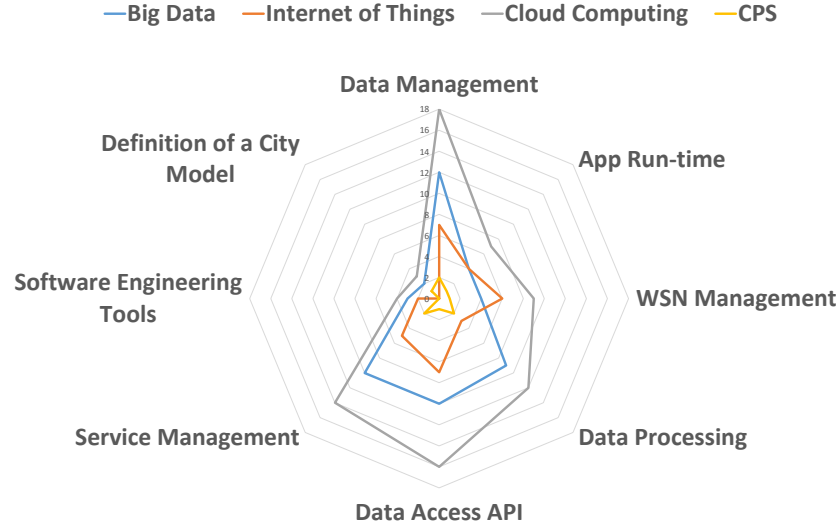 Big Data Internet of Things Cloud Computing CPS
Data Management
18
16
14
12
10
8
6
4
2
0
Definition of a City
Model
App Run-time
Software Engineering
Tools
WSN Management
Service Management
Data Processing
Data Access API